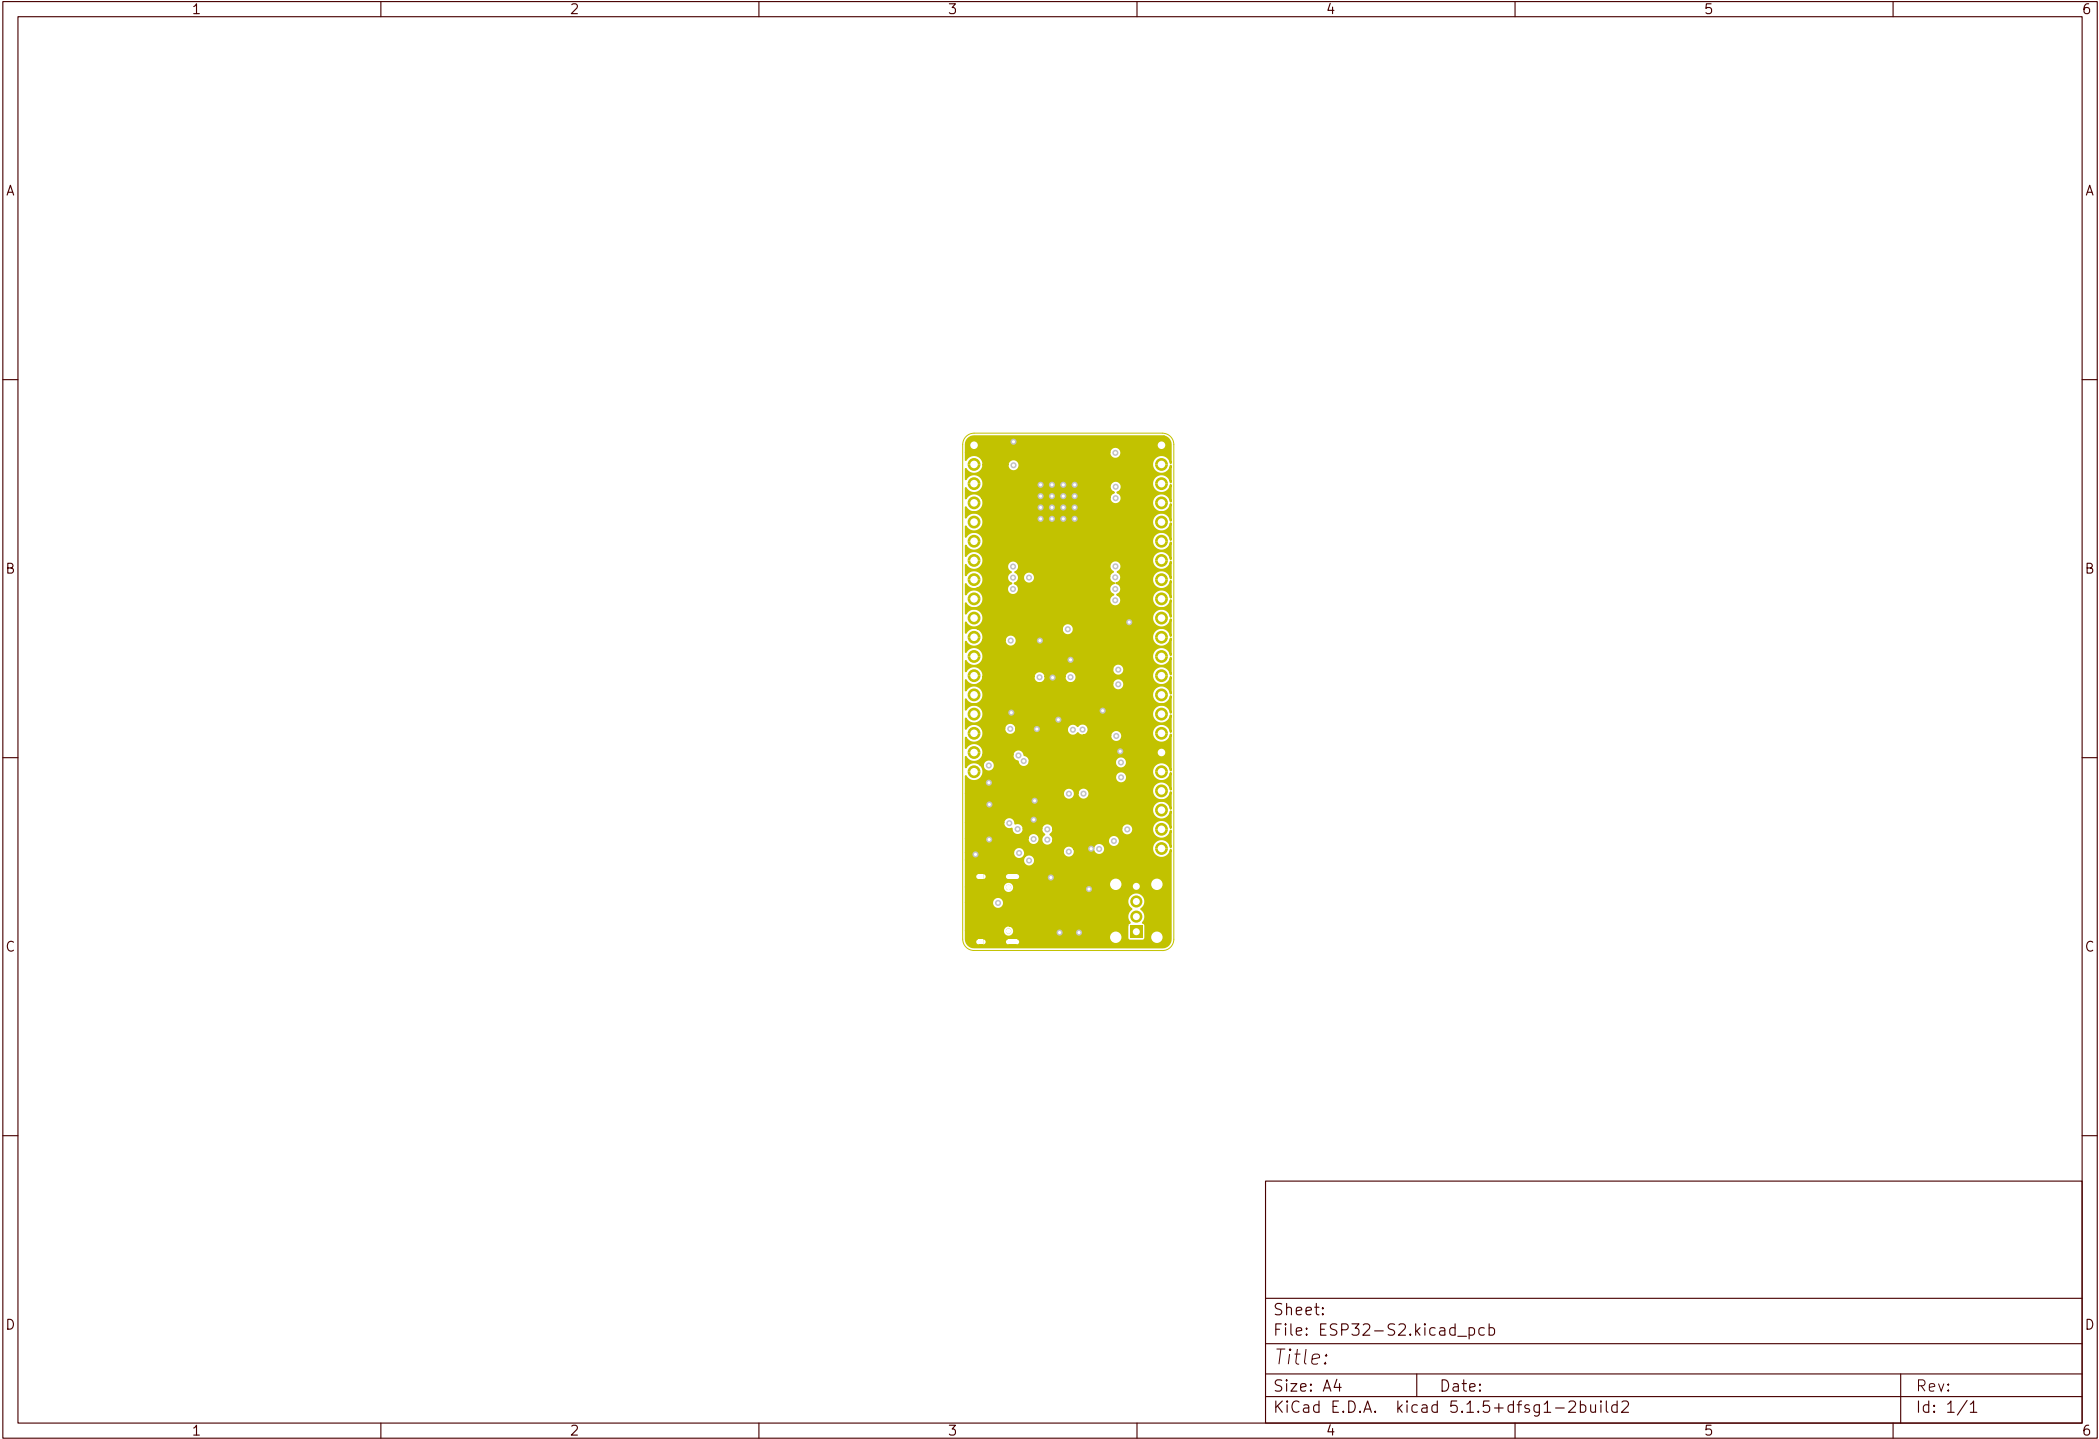 1 2 3 4 5 6
A A
B B
C C
D D
Sheet:
File: ESP32-S2.kicad_pcb
Title:
Size: A4 Date: Rev:
KiCad E.D.A. kicad 5.1.5+dfsg1-2build2 Id: 1/1
1 2 3 4 5 6